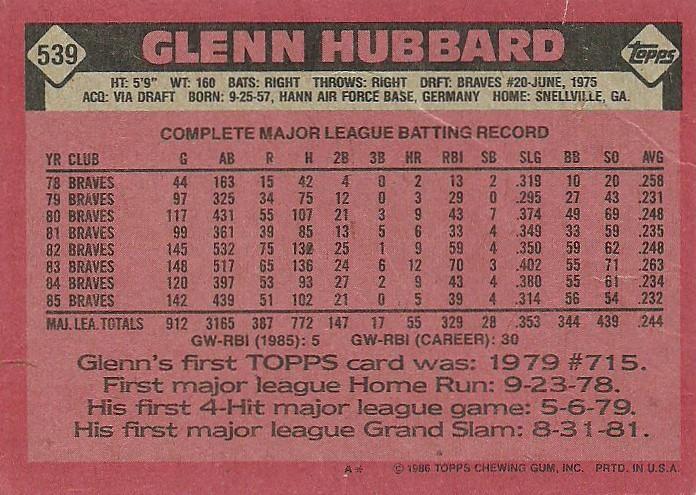 539 GLENN HUBBARD topps
HT: 5'9" WT: 160 BATS: RIGHT THROWS: RIGHT DRFT: BRAVES #20-JUNE, 1975
ACQ: VIA DRAFT BORN: 9-25-57, HANN AIR FORCE BASE, GERMANY HOME: SNELLVILLE, GA.
COMPLETE MAJOR LEAGUE BATTING RECORD
YR CLUB G AB R H 2B 3B HR RBI SB SLG BB SO AVG
78 BRAVES 44 163 15 42 4 0 2 13 2 .319 10 20 .258
79 BRAVES 97 325 34 75 12 0 3 29 0 .295 27 43 .231
80 BRAVES 117 431 55 107 21 3 9 43 7 .374 49 69 .248
81 BRAVES 99 361 39 85 13 5 6 33 4 .349 33 59 .235
82 BRAVES 145 532 75 132 25 1 9 59 4 .350 59 62 .248
83 BRAVES 148 517 65 136 24 6 12 70 3 .402 55 71 .263
84 BRAVES 120 397 53 93 27 2 9 43 4 .380 55 61 .234
85 BRAVES 142 439 51 102 21 0 5 39 4 .314 56 54 .232
MAJ. LEA. TOTALS 912 3165 387 772 147 17 55 329 28 .353 344 439 .244
GW-RBI (1985): 5 GW-RBI (CAREER): 30
Glenn's first TOPPS card was: 1979 #715.
First major league Home Run: 9-23-78.
His first 4-Hit major league game: 5-6-79.
His first major league Grand Slam: 8-31-81.
A* © 1986 TOPPS CHEWING GUM, INC. PRTD. IN U.S.A.